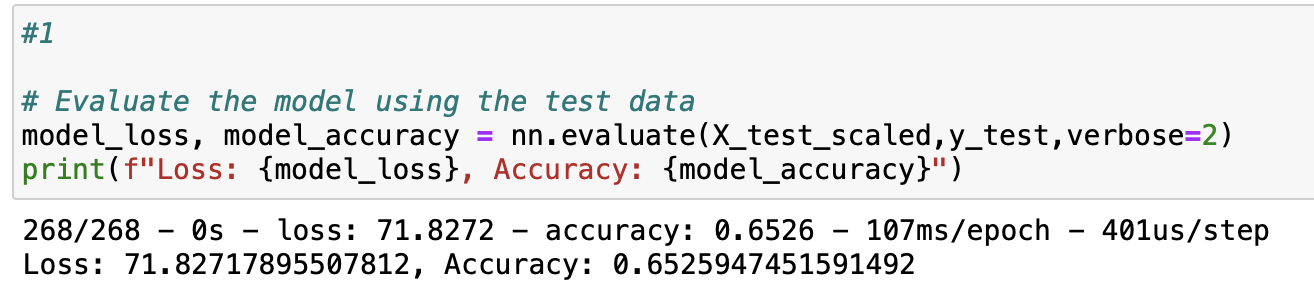 #1
# Evaluate the model using the test data
model_loss, model_accuracy = nn.evaluate(X_test_scaled,y_test,verbose=2)
print(f"Loss: {model_loss}, Accuracy: {model_accuracy}")
268/268 - 0s - loss: 71.8272 - accuracy: 0.6526 - 107ms/epoch - 401us/step
Loss: 71.82717895507812, Accuracy: 0.6525947451591492